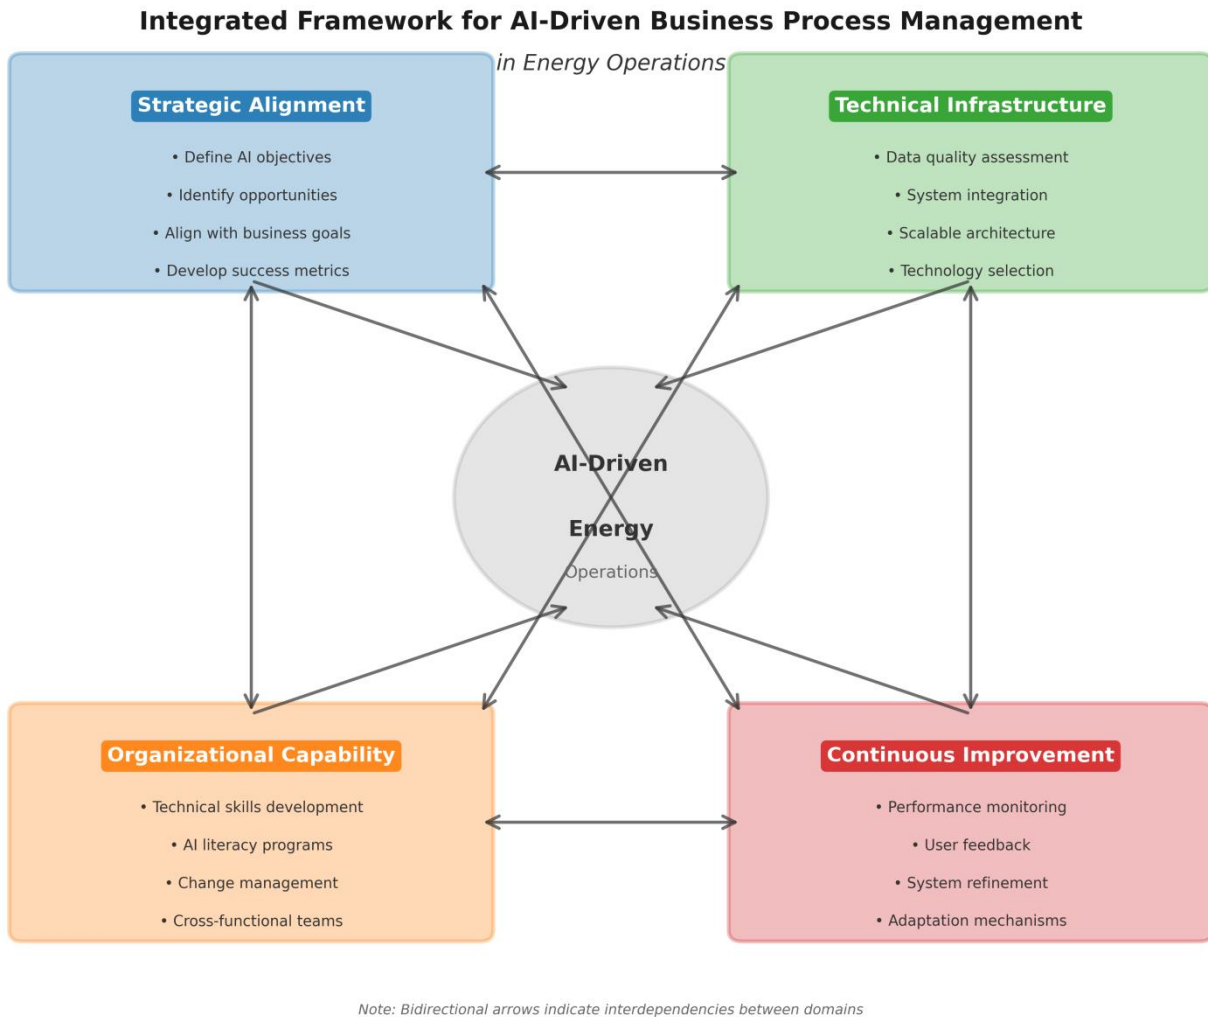 Integrated Framework for AI-Driven Business Process Management
in Energy Operations
Strategic Alignment
• Define AI objectives
• Identify opportunities
• Align with business goals
• Develop success metrics
Technical Infrastructure
• Data quality assessment
• System integration
• Scalable architecture
• Technology selection
AI-Driven
Energy
Operations
Organizational Capability
• Technical skills development
• AI literacy programs
• Change management
• Cross-functional teams
Continuous Improvement
• Performance monitoring
• User feedback
• System refinement
• Adaptation mechanisms
Note: Bidirectional arrows indicate interdependencies between domains